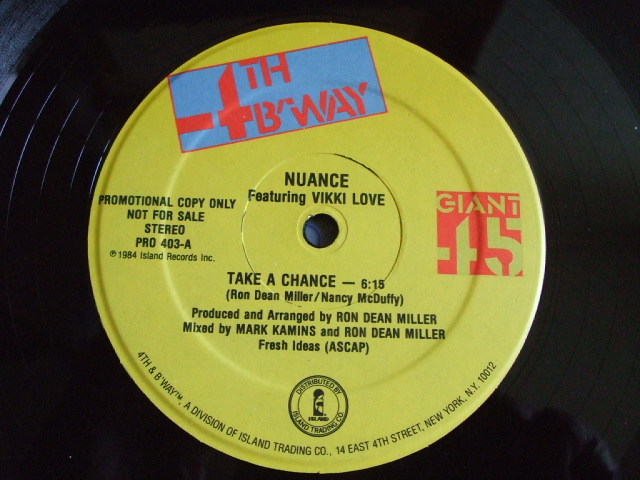 4TH
B'WAY
NUANCE
Featuring VIKKI LOVE
PROMOTIONAL COPY ONLY
NOT FOR SALE
STEREO
PRO 403-A
℗ 1984 Island Records Inc.
GIANT
45
TAKE A CHANCE — 6:15
(Ron Dean Miller/Nancy McDuffy)
Produced and Arranged by RON DEAN MILLER
Mixed by MARK KAMINS and RON DEAN MILLER
Fresh Ideas (ASCAP)
DISTRIBUTED BY
ISLAND
ISLAND TRADING CO.
4TH & B'WAY™, A DIVISION OF ISLAND TRADING CO., 14 EAST 4TH STREET, NEW YORK, N.Y. 10012